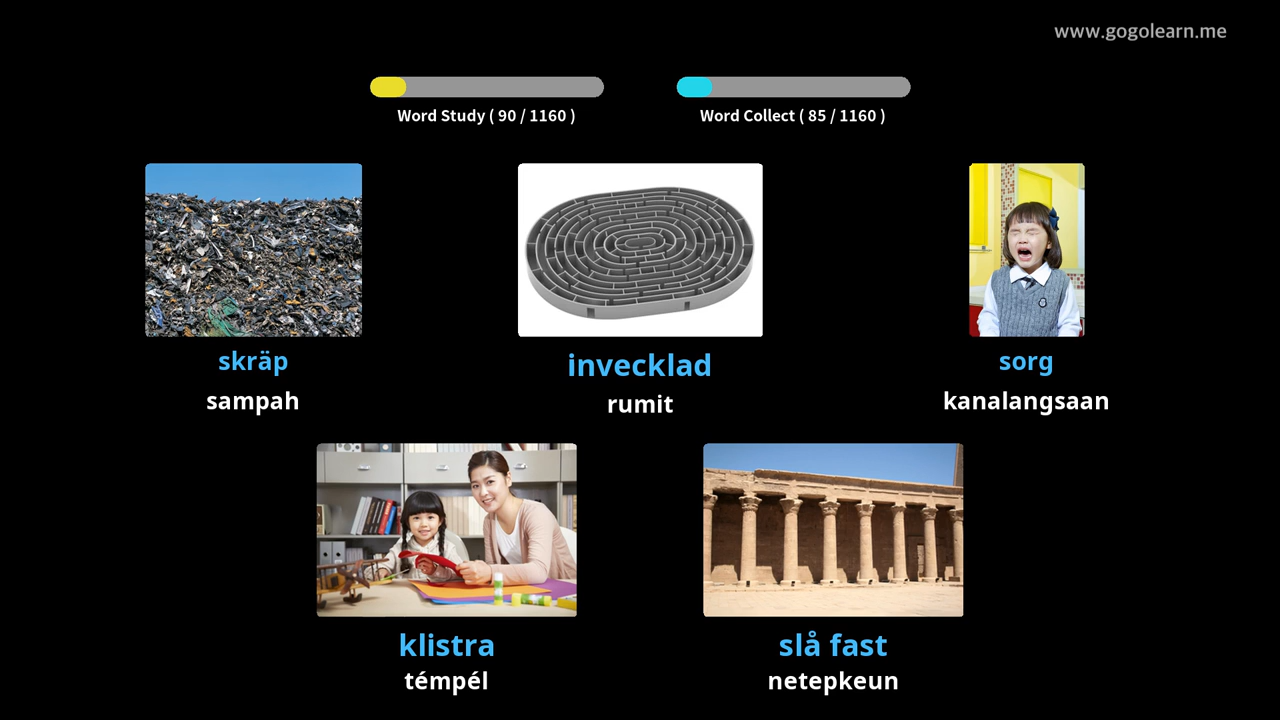 www.gogolearn.me
Word Study ( 90 / 1160 )
Word Collect ( 85 / 1160 )
skräp
sampah
invecklad
rumit
sorg
kanalangsaan
klistra
témpél
slå fast
netepkeun